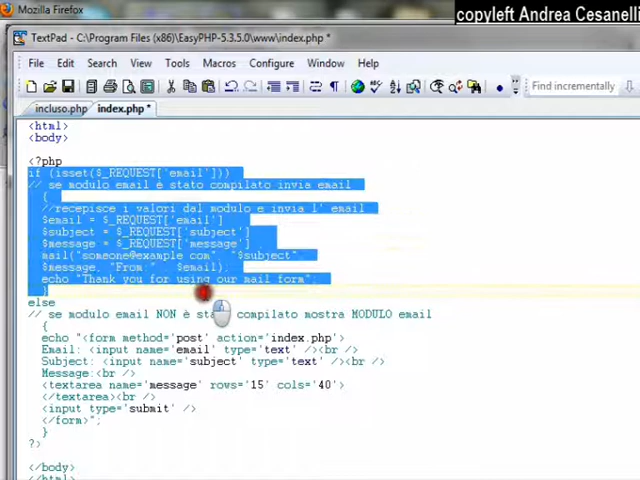 Mozilla Firefox
copyleft Andrea Cesanelli
TextPad - C:\Program Files (x86)\EasyPHP-5.3.5.0\www\index.php *
File Edit Search View Tools Macros Configure Window Help
Find incrementally
incluso.php index.php *
<html>
<body>
<?php
if (isset($_REQUEST['email']))
// se modulo email è stato compilato invia email
{
//recepisce i valori dal modulo e invia l' email
$email = $_REQUEST['email']
$subject = $_REQUEST['subject']
$message = $_REQUEST['message']
mail("someone@example.com", "$subject"
$message, "From:" $email);
echo "Thank you for using our mail form";
}
else
// se modulo email NON è sta compilato mostra MODULO email
{
echo "<form method='post' action='index.php'>
Email: <input name='email' type='text' /><br />
Subject: <input name='subject' type='text' /><br />
Message:<br />
<textarea name='message' rows='15' cols='40'>
</textarea><br />
<input type='submit' />
</form>";
}
?>
</body>
</html>